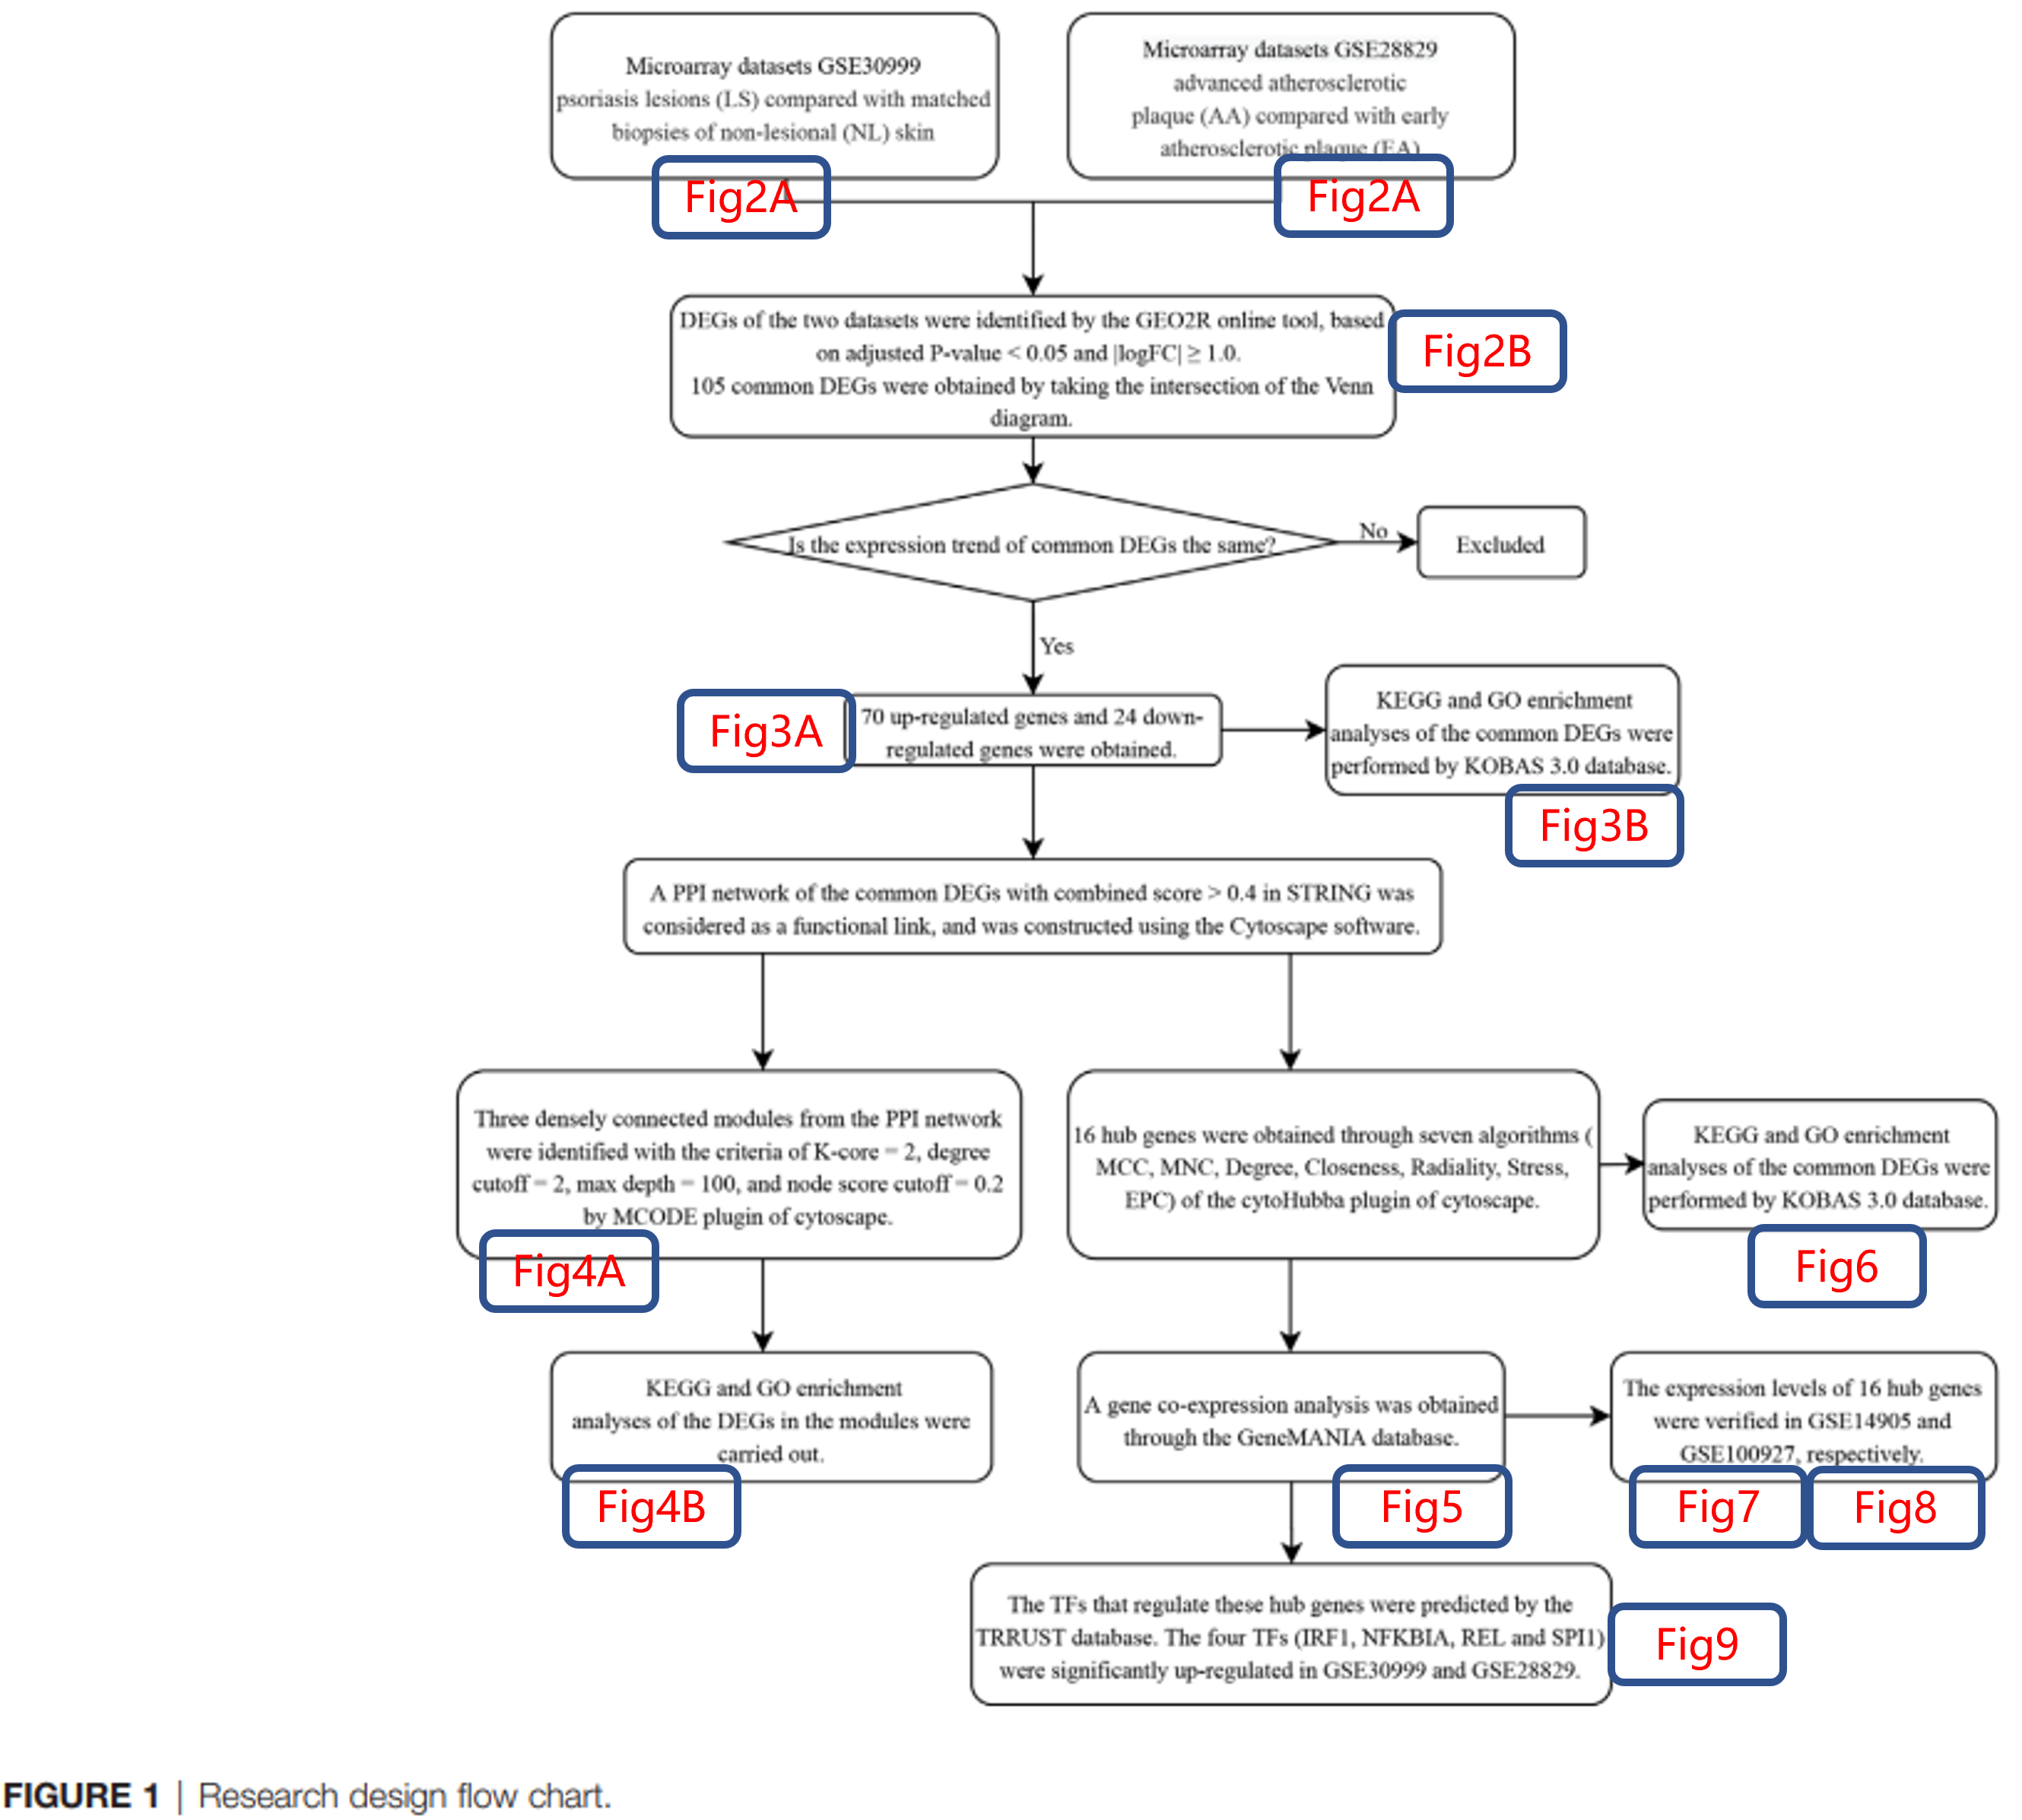 Microarray datasets GSE30999
psoriasis lesions (LS) compared with matched
biopsies of non-lesional (NL) skin
Fig2A
Microarray datasets GSE28829
advanced atherosclerotic
plaque (AA) compared with early
atherosclerotic plaque (EA)
Fig2A
DEGs of the two datasets were identified by the GEO2R online tool, based
on adjusted P-value < 0.05 and |logFC| ≥ 1.0.
105 common DEGs were obtained by taking the intersection of the Venn
diagram.
Fig2B
Is the expression trend of common DEGs the same?
No
Excluded
Yes
Fig3A
70 up-regulated genes and 24 down-
regulated genes were obtained.
KEGG and GO enrichment
analyses of the common DEGs were
performed by KOBAS 3.0 database.
Fig3B
A PPI network of the common DEGs with combined score > 0.4 in STRING was
considered as a functional link, and was constructed using the Cytoscape software.
Three densely connected modules from the PPI network
were identified with the criteria of K-core = 2, degree
cutoff = 2, max depth = 100, and node score cutoff = 0.2
by MCODE plugin of cytoscape.
Fig4A
16 hub genes were obtained through seven algorithms (
MCC, MNC, Degree, Closeness, Radiality, Stress,
EPC) of the cytoHubba plugin of cytoscape.
KEGG and GO enrichment
analyses of the common DEGs were
performed by KOBAS 3.0 database.
Fig6
KEGG and GO enrichment
analyses of the DEGs in the modules were
carried out.
Fig4B
A gene co-expression analysis was obtained
through the GeneMANIA database.
Fig5
The expression levels of 16 hub genes
were verified in GSE14905 and
GSE100927, respectively.
Fig7
Fig8
The TFs that regulate these hub genes were predicted by the
TRRUST database. The four TFs (IRF1, NFKBIA, REL and SPI1)
were significantly up-regulated in GSE30999 and GSE28829.
Fig9
FIGURE 1 | Research design flow chart.